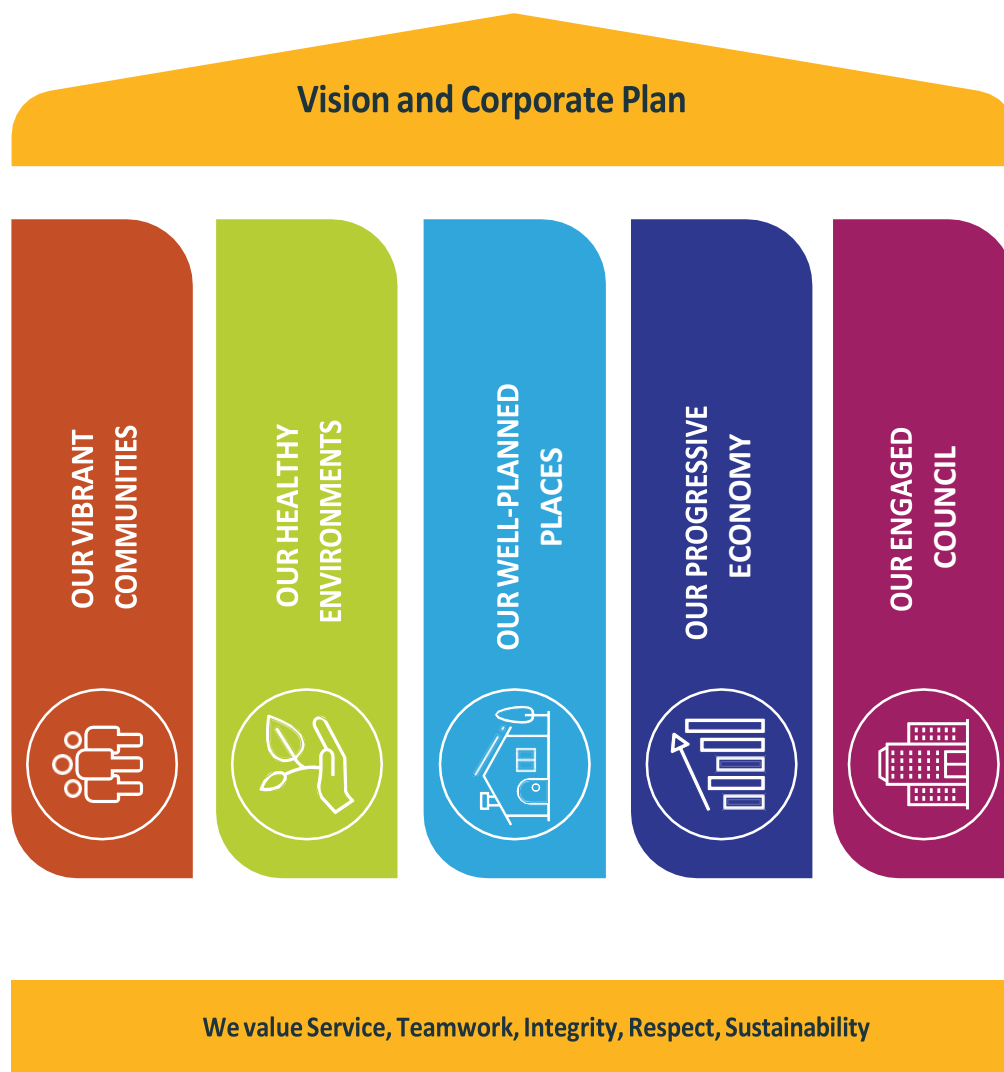 Vision and Corporate Plan
OUR VIBRANT
COMMUNITIES
OUR HEALTHY
ENVIRONMENTS
OUR WELL-PLANNED
PLACES
OUR PROGRESSIVE
ECONOMY
OUR ENGAGED
COUNCIL
We value Service, Teamwork, Integrity, Respect, Sustainability